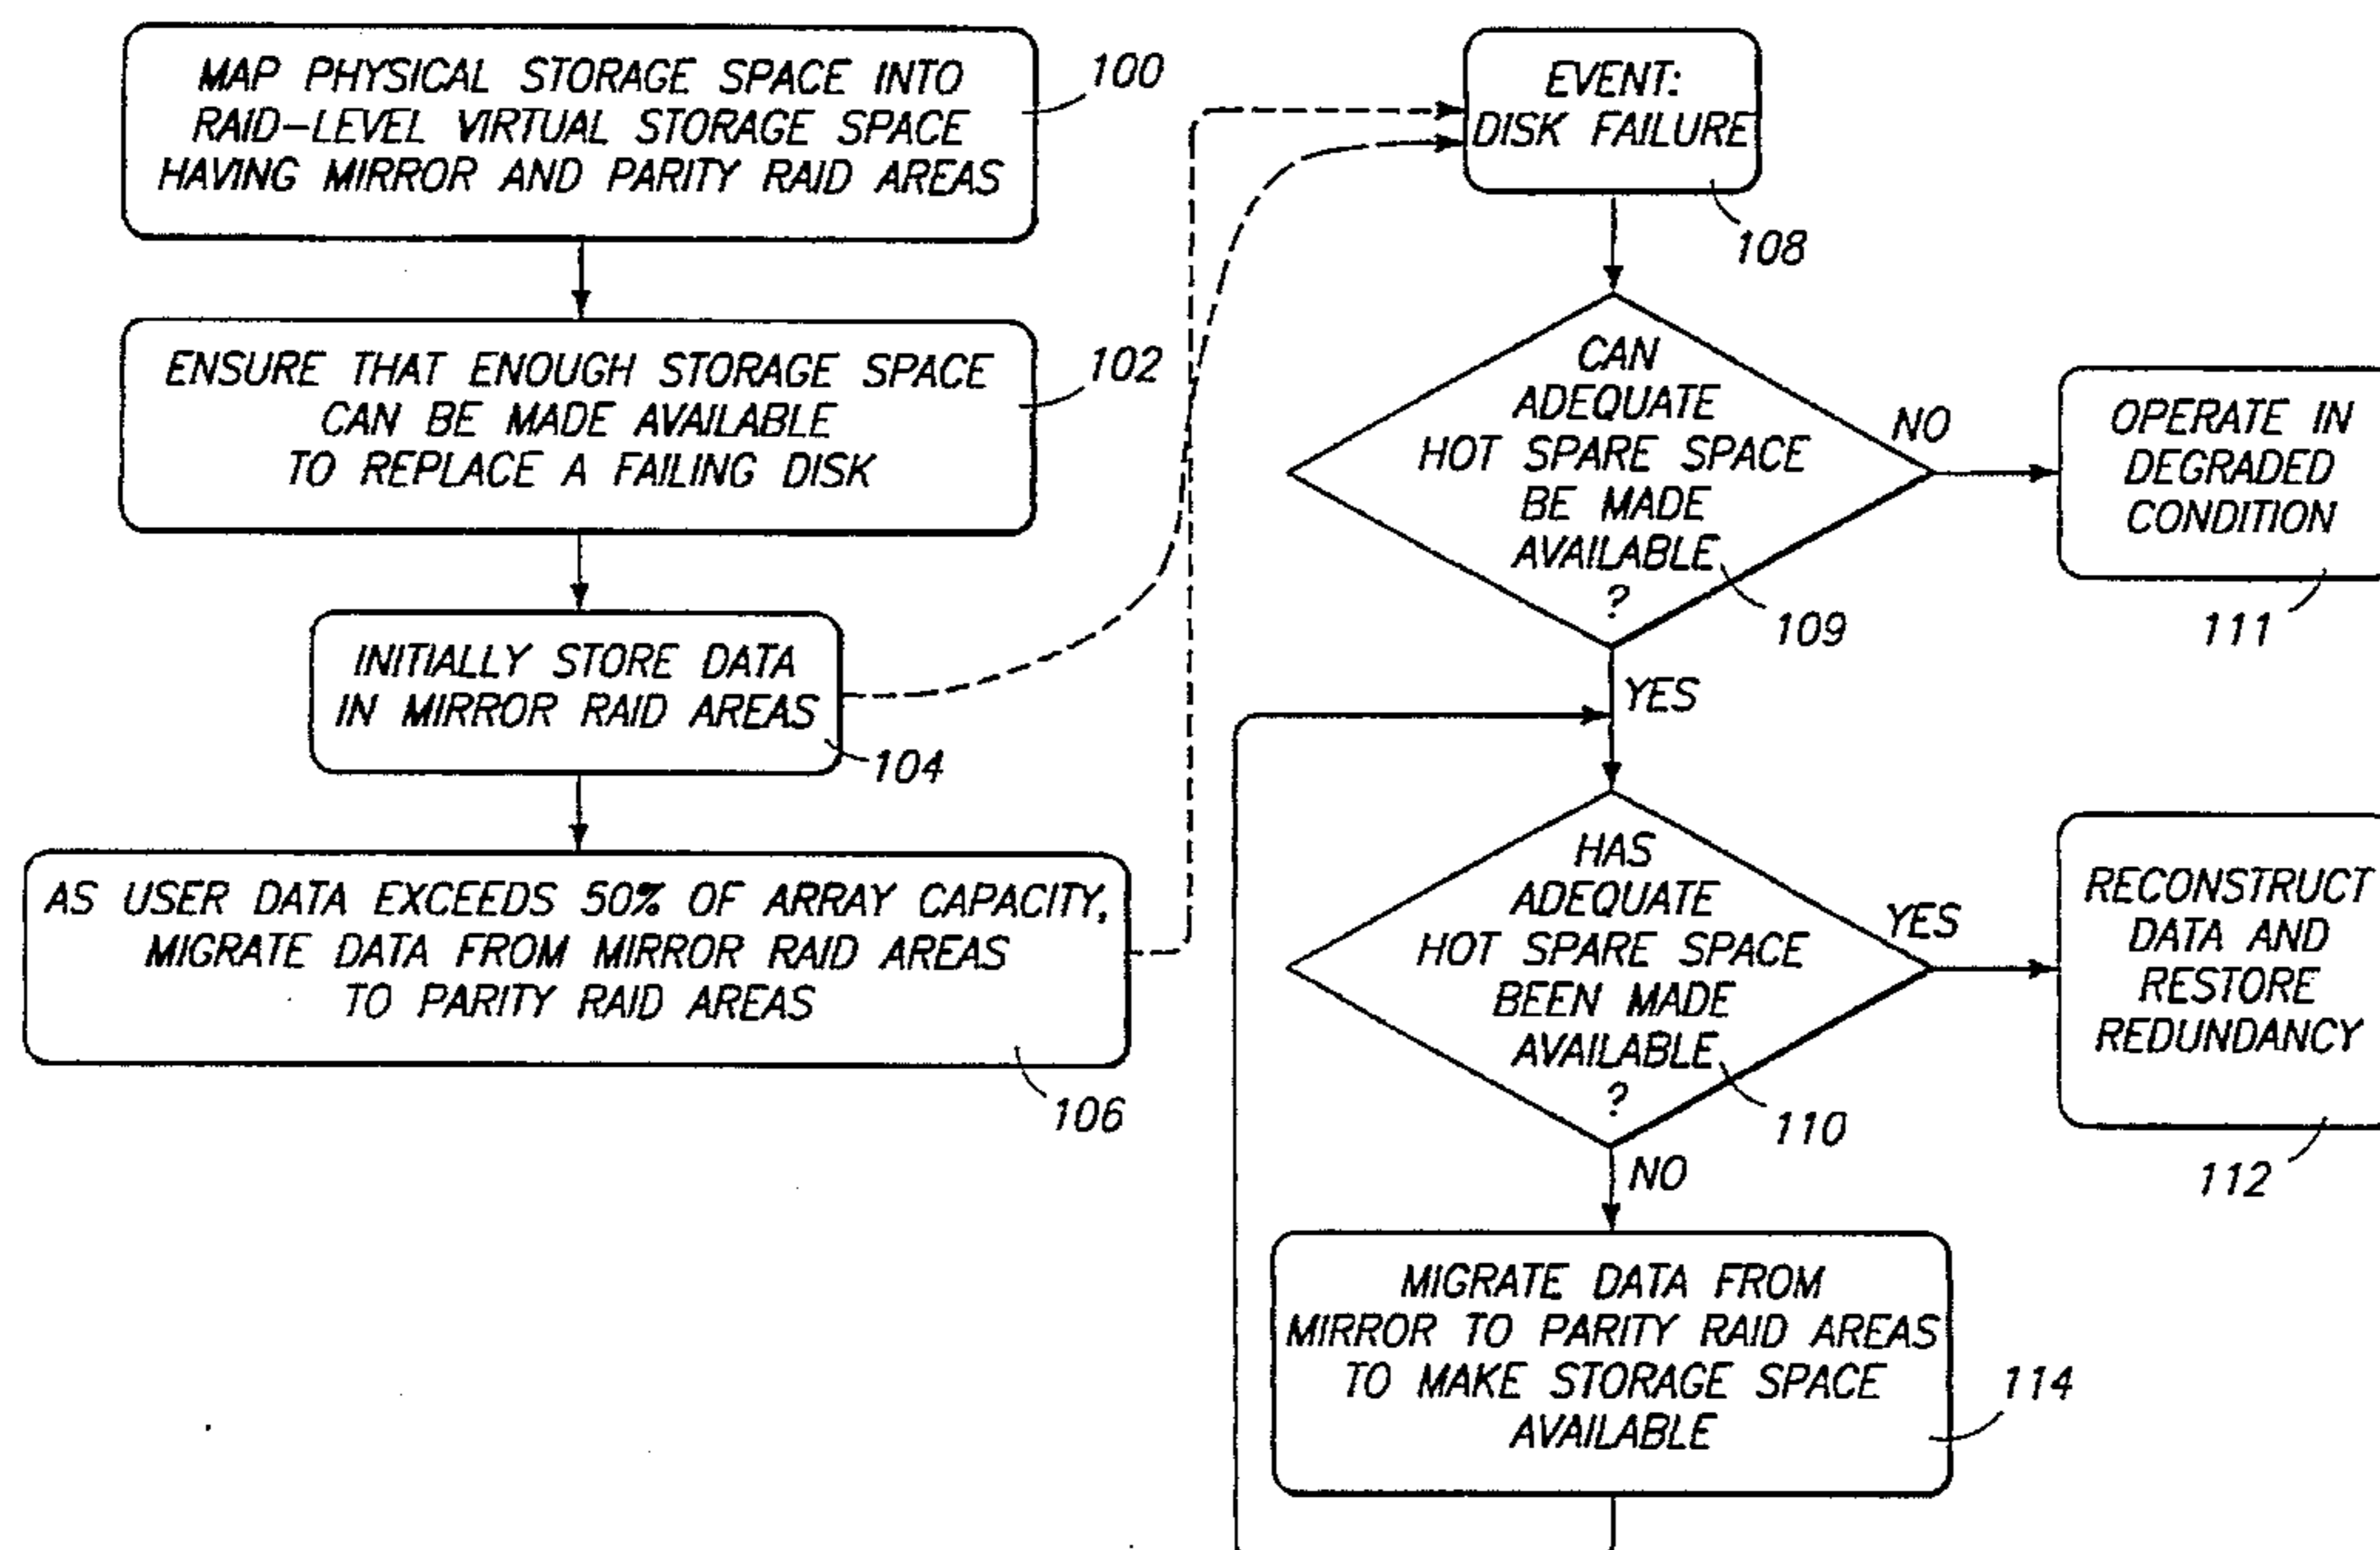 MAP PHYSICAL STORAGE SPACE INTO
RAID-LEVEL VIRTUAL STORAGE SPACE
HAVING MIRROR AND PARITY RAID AREAS
100
ENSURE THAT ENOUGH STORAGE SPACE
CAN BE MADE AVAILABLE
TO REPLACE A FAILING DISK
102
INITIALLY STORE DATA
IN MIRROR RAID AREAS
104
AS USER DATA EXCEEDS 50% OF ARRAY CAPACITY,
MIGRATE DATA FROM MIRROR RAID AREAS
TO PARITY RAID AREAS
106
EVENT:
DISK FAILURE
108
CAN
ADEQUATE
HOT SPARE SPACE
BE MADE
AVAILABLE
?
109
NO
OPERATE IN
DEGRADED
CONDITION
111
YES
HAS
ADEQUATE
HOT SPARE SPACE
BEEN MADE
AVAILABLE
?
110
YES
RECONSTRUCT
DATA AND
RESTORE
REDUNDANCY
112
NO
MIGRATE DATA FROM
MIRROR TO PARITY RAID AREAS
TO MAKE STORAGE SPACE
AVAILABLE
114